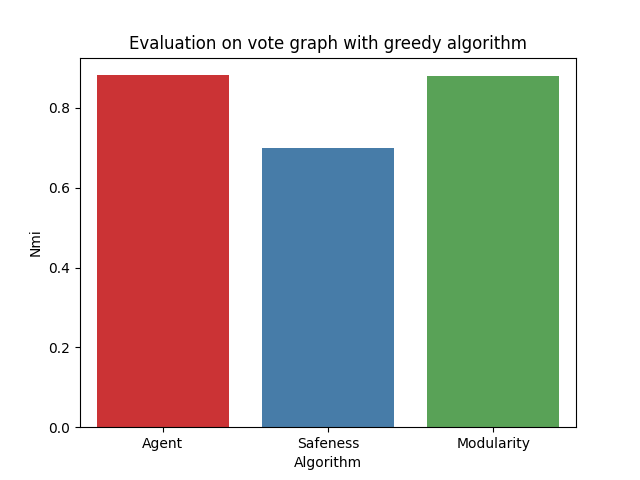 Evaluation on vote graph with greedy algorithm
0.8
0.6
0.4
0.2
0.0
Nmi
Agent
Safeness
Modularity
Algorithm